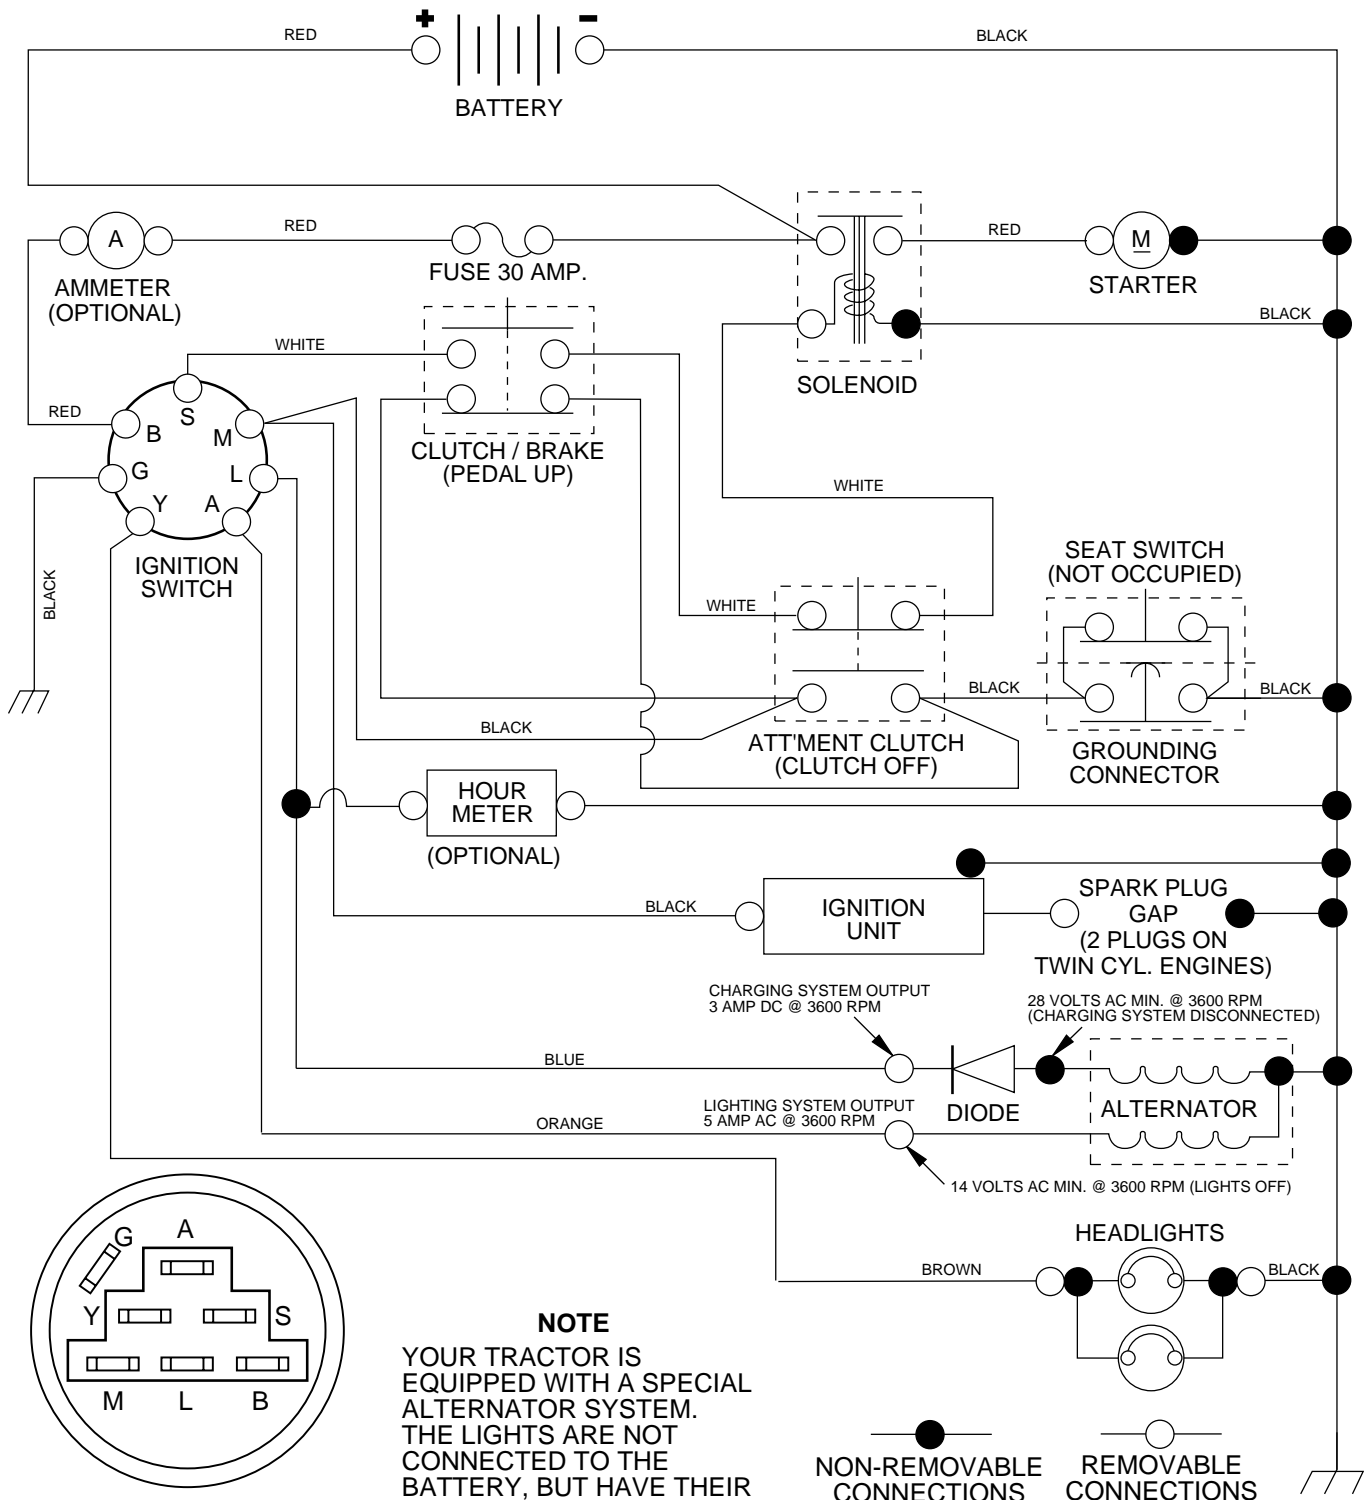 +
-
RED
BLACK
BATTERY
A
RED
RED
M
AMMETER
(OPTIONAL)
FUSE 30 AMP.
STARTER
BLACK
WHITE
SOLENOID
RED
S
B
M
G
L
Y
A
CLUTCH / BRAKE
(PEDAL UP)
WHITE
IGNITION
SWITCH
BLACK
SEAT SWITCH
(NOT OCCUPIED)
WHITE
BLACK
BLACK
BLACK
ATT'MENT CLUTCH
(CLUTCH OFF)
GROUNDING
CONNECTOR
HOUR
METER
(OPTIONAL)
BLACK
IGNITION
UNIT
SPARK PLUG
GAP
(2 PLUGS ON
TWIN CYL. ENGINES)
CHARGING SYSTEM OUTPUT
3 AMP DC @ 3600 RPM
28 VOLTS AC MIN. @ 3600 RPM
(CHARGING SYSTEM DISCONNECTED)
BLUE
DIODE
ALTERNATOR
LIGHTING SYSTEM OUTPUT
5 AMP AC @ 3600 RPM
ORANGE
14 VOLTS AC MIN. @ 3600 RPM (LIGHTS OFF)
HEADLIGHTS
BROWN
BLACK
G
A
Y
S
M
L
B
NOTE
YOUR TRACTOR IS
EQUIPPED WITH A SPECIAL
ALTERNATOR SYSTEM.
THE LIGHTS ARE NOT
CONNECTED TO THE
BATTERY, BUT HAVE THEIR
NON-REMOVABLE
CONNECTIONS
REMOVABLE
CONNECTIONS